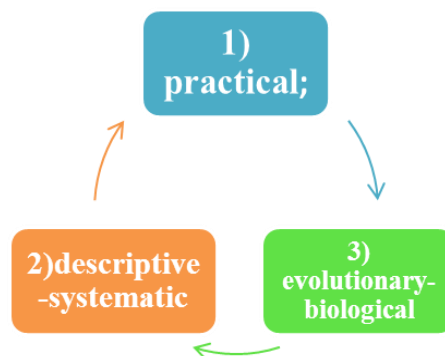 1)
practical;
2)descriptive
-systematic
3)
evolutionary-
biological